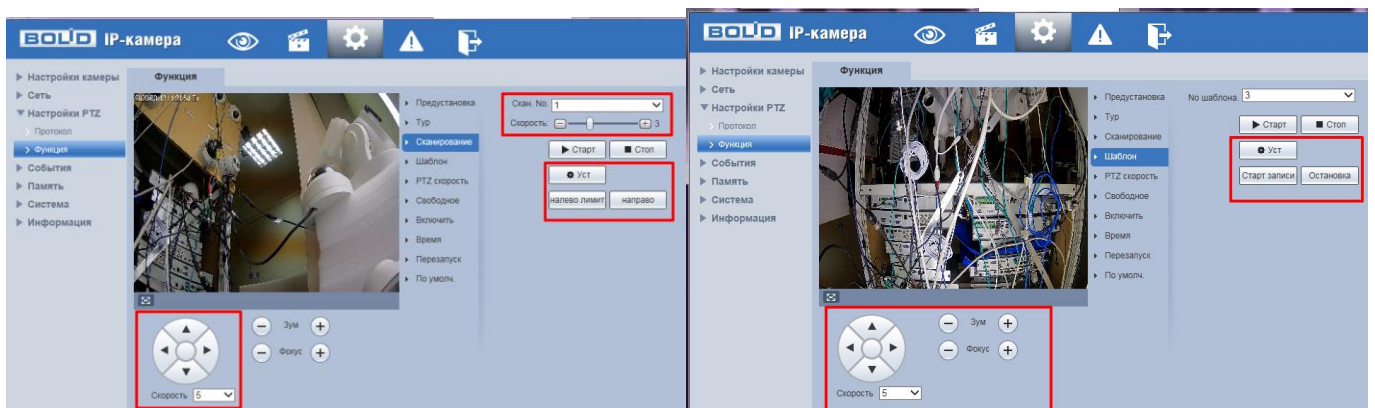 BOLID IP-камера
Настройки камеры
Сеть
Настройки PTZ
Протокол
Функция
События
Память
Система
Информация
Функция
Предустановка
Тур
Сканирование
Шаблон
PTZ скорость
Свободное
Включить
Время
Перезапуск
По умолч.
Скан. No. 1
Скорость: 3
Старт Стоп
Уст
налево лимит направо
Зум
Фокус
Скорость 5
BOLID IP-камера
Настройки камеры
Сеть
Настройки PTZ
Протокол
Функция
События
Память
Система
Информация
Функция
Предустановка
Тур
Сканирование
Шаблон
PTZ скорость
Свободное
Включить
Время
Перезапуск
По умолч.
No шаблона. 3
Старт Стоп
Уст
Старт записи Остановка
Зум
Фокус
Скорость 5